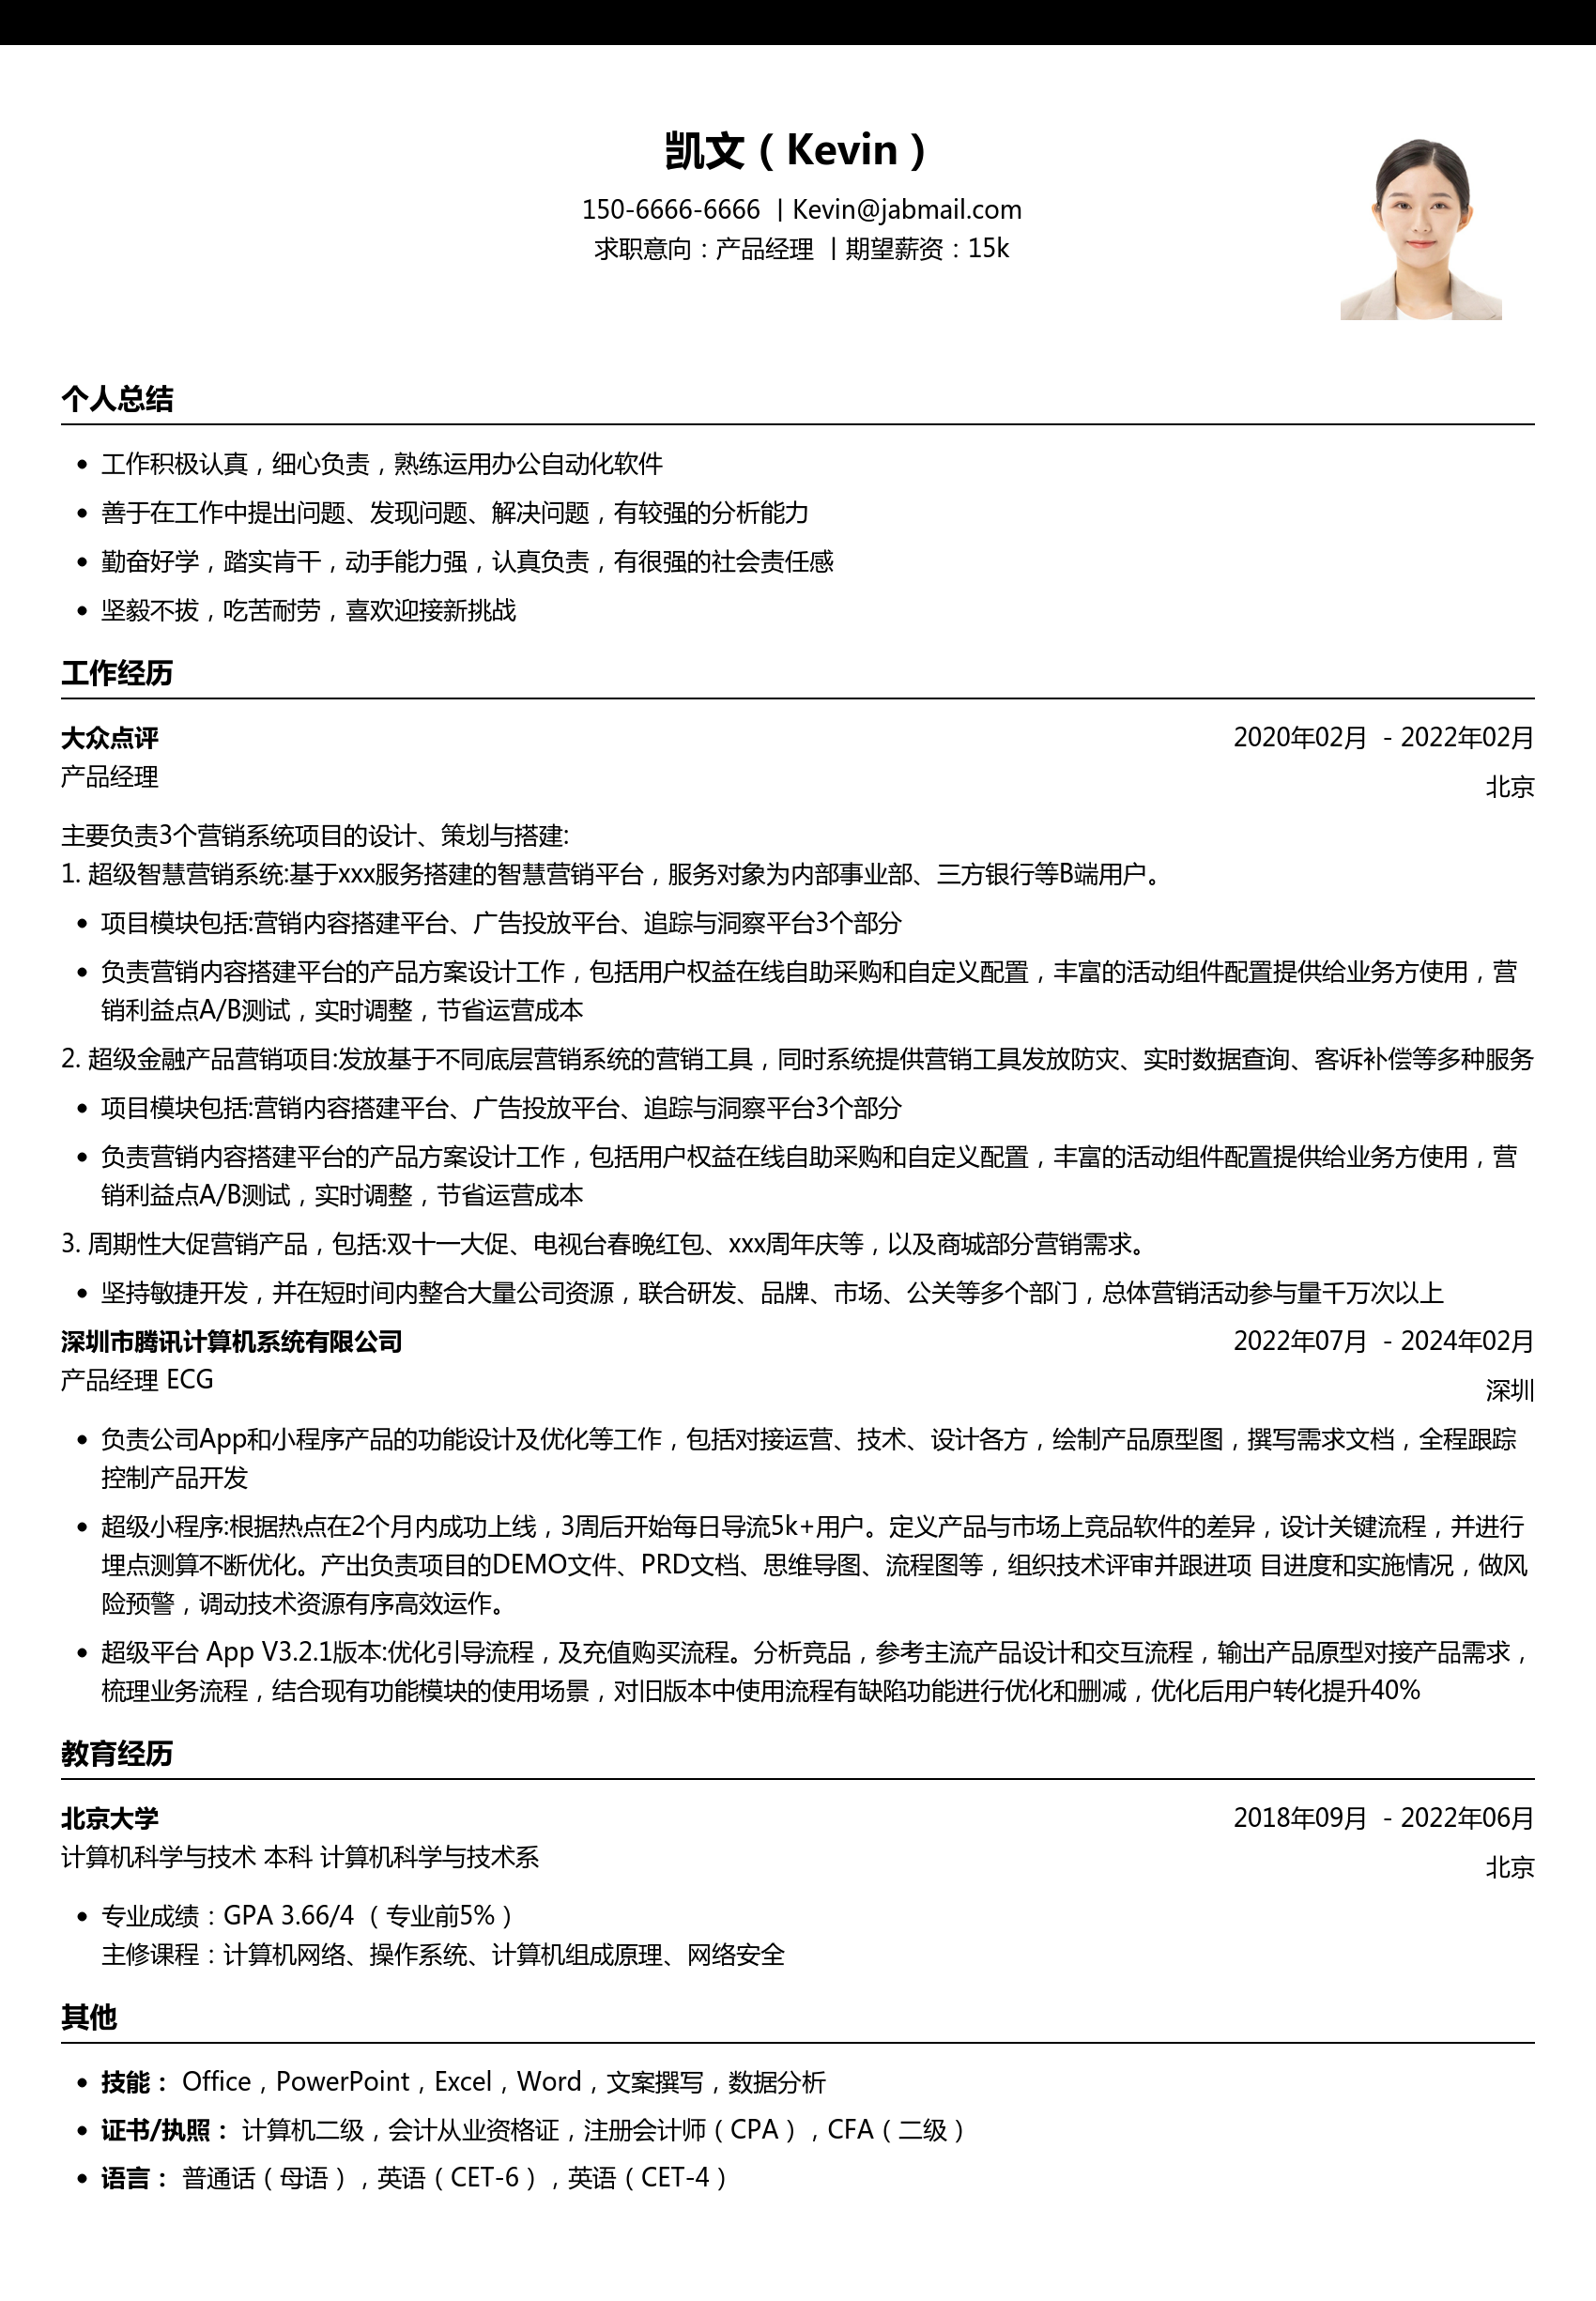 凯文（Kevin）
150-6666-6666 | Kevin@jabmail.com
求职意向：产品经理 | 期望薪资：15k
个人总结
• 工作积极认真，细心负责，熟练运用办公自动化软件
• 善于在工作中提出问题、发现问题、解决问题，有较强的分析能力
• 勤奋好学，踏实肯干，动手能力强，认真负责，有很强的社会责任感
• 坚毅不拔，吃苦耐劳，喜欢迎接新挑战
工作经历
大众点评 2020年02月 - 2022年02月
产品经理
北京
主要负责3个营销系统项目的设计、策划与搭建:
1. 超级智慧营销系统:基于xxx服务搭建的智慧营销平台，服务对象为内部事业部、三方银行等B端用户。
• 项目模块包括:营销内容搭建平台、广告投放平台、追踪与洞察平台3个部分
• 负责营销内容搭建平台的产品方案设计工作，包括用户权益在线自助采购和自定义配置，丰富的活动组件配置提供给业务方使用，营
销利益点A/B测试，实时调整，节省运营成本
2. 超级金融产品营销项目:发放基于不同底层营销系统的营销工具，同时系统提供营销工具发放防灾、实时数据查询、客诉补偿等多种服务
• 项目模块包括:营销内容搭建平台、广告投放平台、追踪与洞察平台3个部分
• 负责营销内容搭建平台的产品方案设计工作，包括用户权益在线自助采购和自定义配置，丰富的活动组件配置提供给业务方使用，营
销利益点A/B测试，实时调整，节省运营成本
3. 周期性大促营销产品，包括:双十一大促、电视台春晚红包、xxx周年庆等，以及商城部分营销需求。
• 坚持敏捷开发，并在短时间内整合大量公司资源，联合研发、品牌、市场、公关等多个部门，总体营销活动参与量千万次以上
深圳市腾讯计算机系统有限公司 2022年07月 - 2024年02月
产品经理 ECG
深圳
• 负责公司App和小程序产品的功能设计及优化等工作，包括对接运营、技术、设计各方，绘制产品原型图，撰写需求文档，全程跟踪
控制产品开发
• 超级小程序:根据热点在2个月内成功上线，3周后开始每日导流5k+用户。定义产品与市场上竞品软件的差异，设计关键流程，并进行
埋点测算不断优化。产出负责项目的DEMO文件、PRD文档、思维导图、流程图等，组织技术评审并跟进项 目进度和实施情况，做风
险预警，调动技术资源有序高效运作。
• 超级平台 App V3.2.1版本:优化引导流程，及充值购买流程。分析竞品，参考主流产品设计和交互流程，输出产品原型对接产品需求，
梳理业务流程，结合现有功能模块的使用场景，对旧版本中使用流程有缺陷功能进行优化和删减，优化后用户转化提升40%
教育经历
北京大学 2018年09月 - 2022年06月
计算机科学与技术 本科 计算机科学与技术系
北京
• 专业成绩：GPA 3.66/4 （专业前5%）
主修课程：计算机网络、操作系统、计算机组成原理、网络安全
其他
• 技能： Office，PowerPoint，Excel，Word，文案撰写，数据分析
• 证书/执照： 计算机二级，会计从业资格证，注册会计师（CPA），CFA（二级）
• 语言： 普通话（母语），英语（CET-6），英语（CET-4）